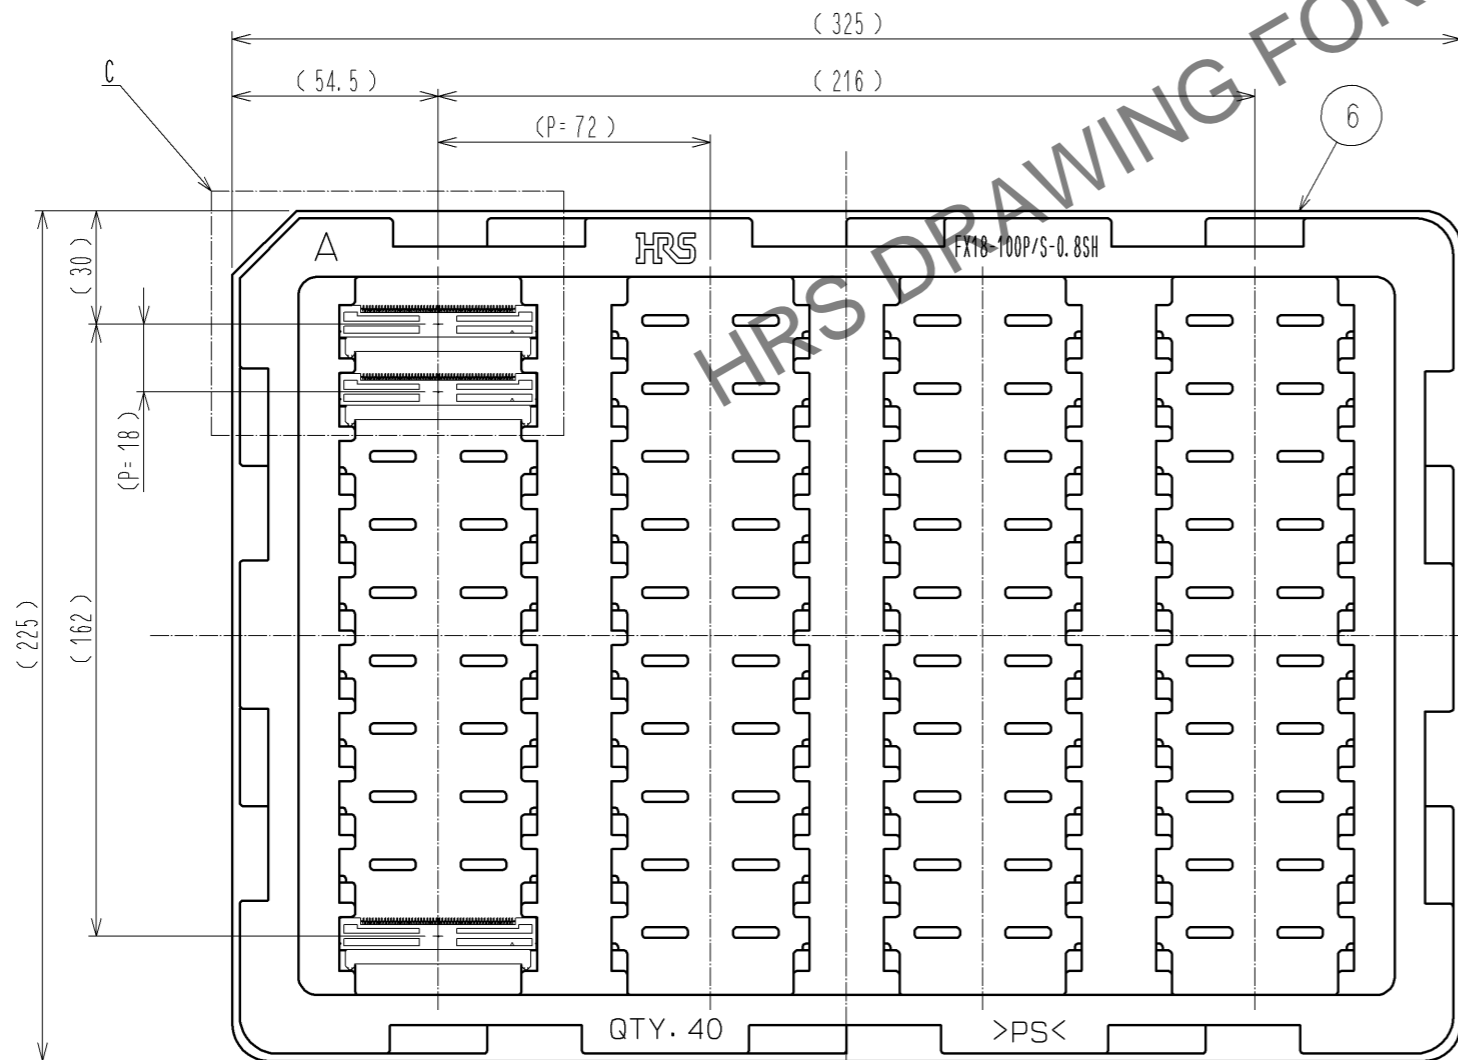 ( 325 )
C
( 54.5 )
( 216 )
(P=72 )
6
HRS DRAWING FOR
A
HRS
FX18-100P/S-0.8SH
( 30 )
(P=18 )
( 225 )
( 162 )
QTY. 40
>PS<